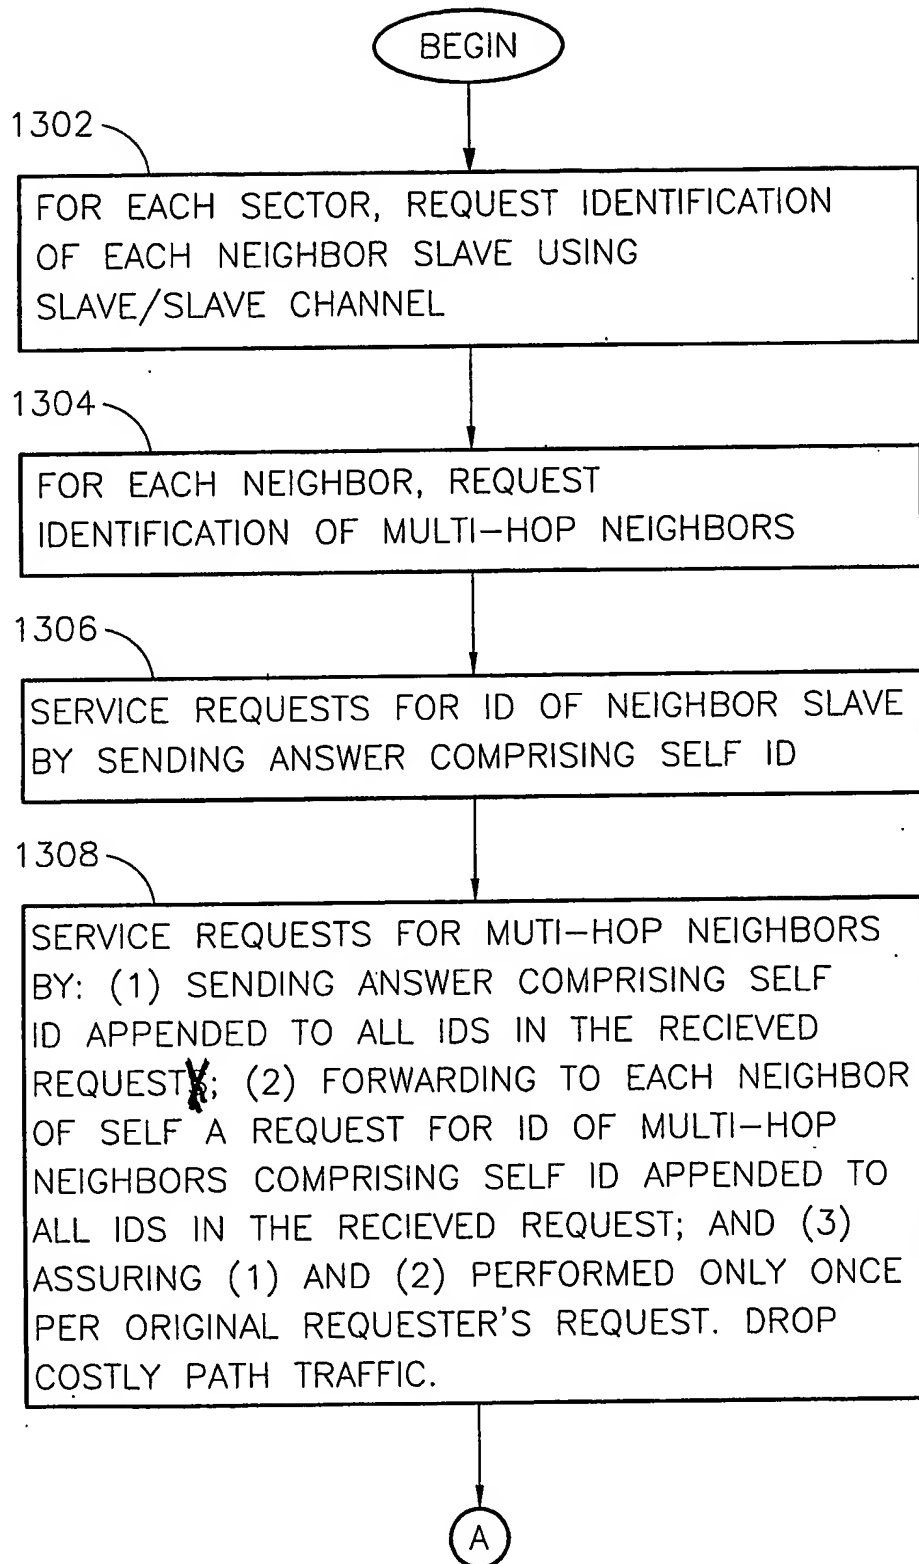 BEGIN
1302
FOR EACH SECTOR, REQUEST IDENTIFICATION
OF EACH NEIGHBOR SLAVE USING
SLAVE/SLAVE CHANNEL
1304
FOR EACH NEIGHBOR, REQUEST
IDENTIFICATION OF MULTI-HOP NEIGHBORS
1306
SERVICE REQUESTS FOR ID OF NEIGHBOR SLAVE
BY SENDING ANSWER COMPRISING SELF ID
1308
SERVICE REQUESTS FOR MUTI-HOP NEIGHBORS
BY: (1) SENDING ANSWER COMPRISING SELF
ID APPENDED TO ALL IDS IN THE RECIEVED
REQUEST; (2) FORWARDING TO EACH NEIGHBOR
OF SELF A REQUEST FOR ID OF MULTI-HOP
NEIGHBORS COMPRISING SELF ID APPENDED TO
ALL IDS IN THE RECIEVED REQUEST; AND (3)
ASSURING (1) AND (2) PERFORMED ONLY ONCE
PER ORIGINAL REQUESTER'S REQUEST. DROP
COSTLY PATH TRAFFIC.
A